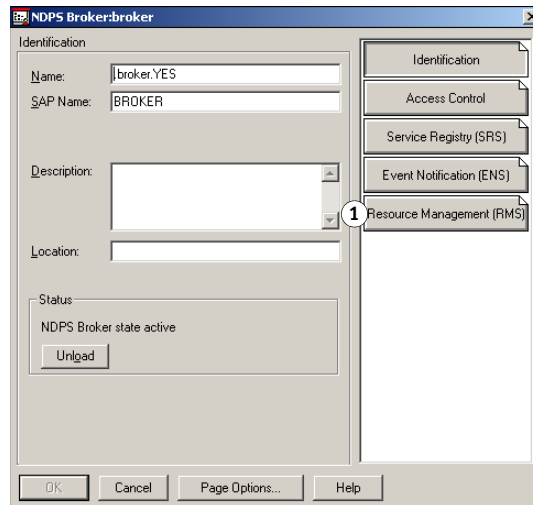 NDPS Broker:broker
Identification
Name: .broker.YES
SAP Name: BROKER
Description:
Location:
Status
NDPS Broker state active
Unload
Identification
Access Control
Service Registry (SRS)
Event Notification (ENS)
1 Resource Management (RMS)
OK Cancel Page Options... Help